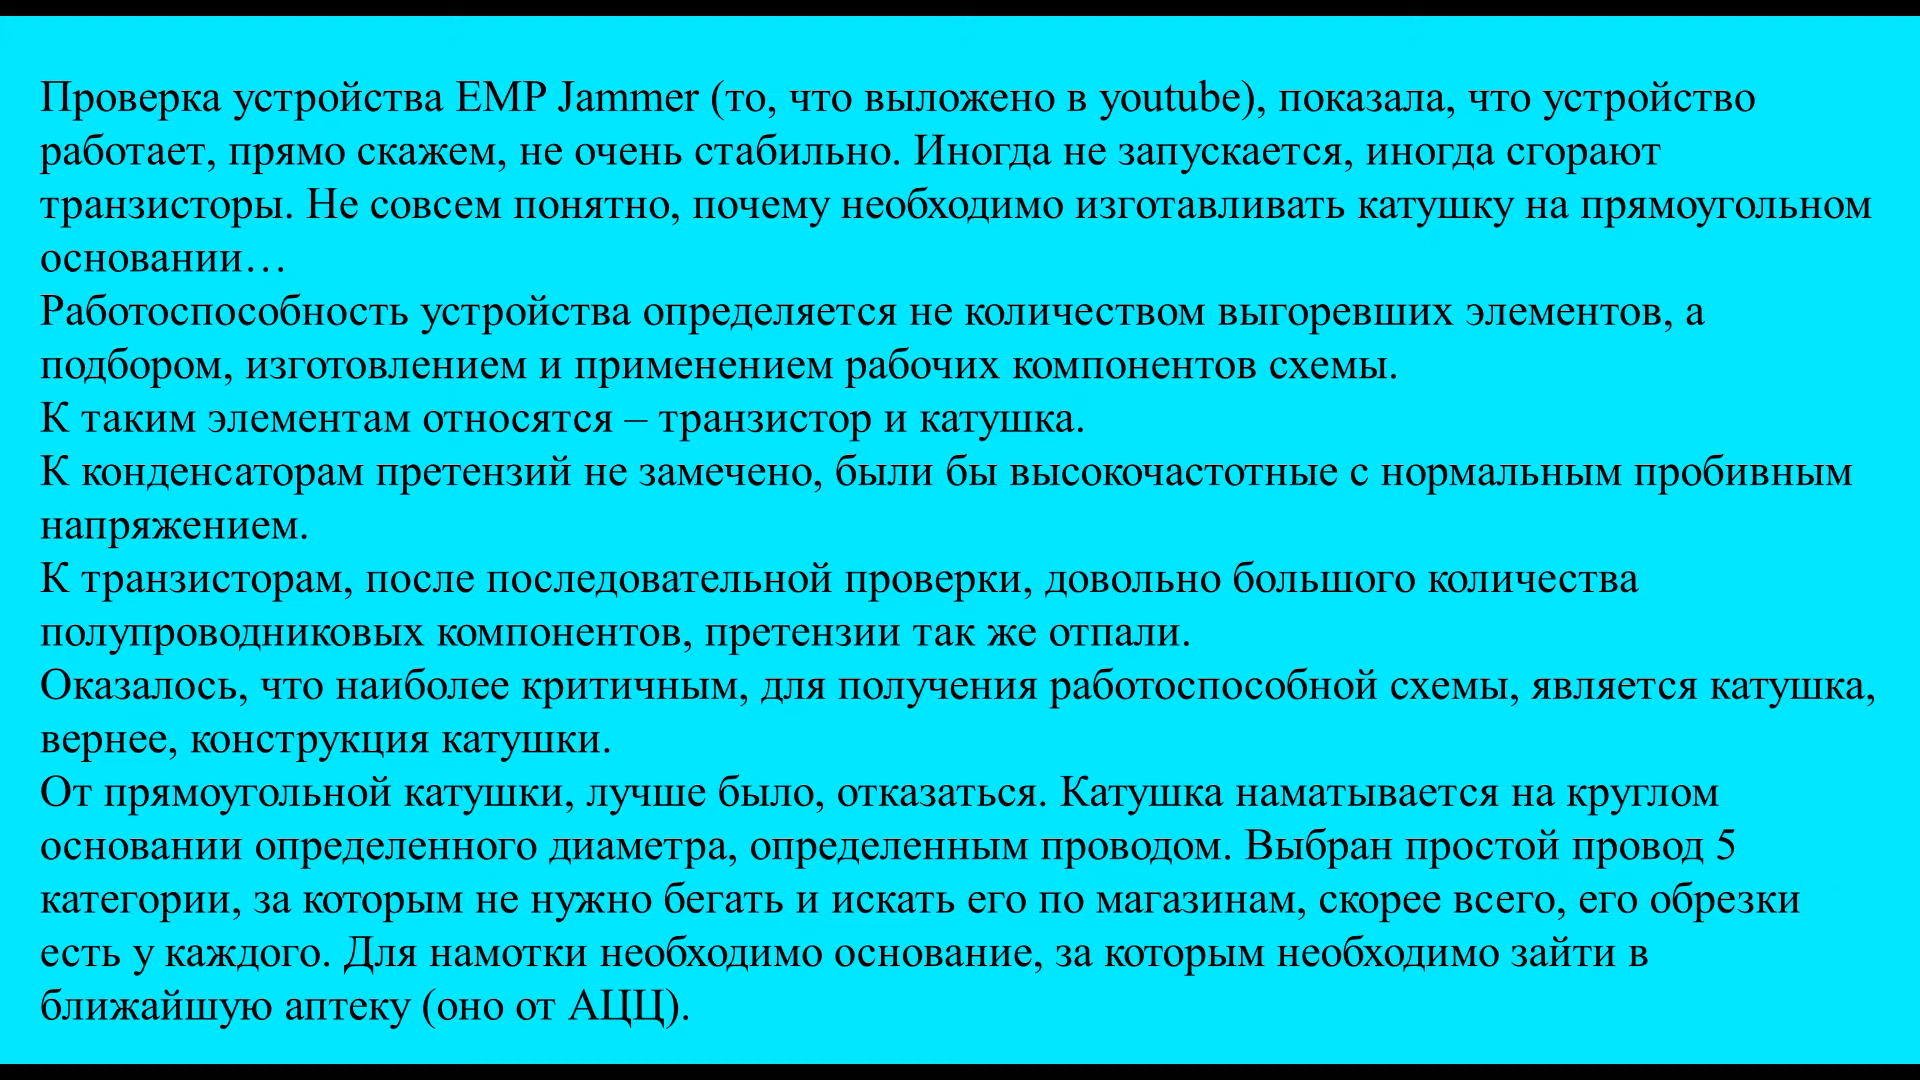 Проверка устройства EMP Jammer (то, что выложено в youtube), показала, что устройство
работает, прямо скажем, не очень стабильно. Иногда не запускается, иногда сгорают
транзисторы. Не совсем понятно, почему необходимо изготавливать катушку на прямоугольном
основании…
Работоспособность устройства определяется не количеством выгоревших элементов, а
подбором, изготовлением и применением рабочих компонентов схемы.
К таким элементам относятся – транзистор и катушка.
К конденсаторам претензий не замечено, были бы высокочастотные с нормальным пробивным
напряжением.
К транзисторам, после последовательной проверки, довольно большого количества
полупроводниковых компонентов, претензии так же отпали.
Оказалось, что наиболее критичным, для получения работоспособной схемы, является катушка,
вернее, конструкция катушки.
От прямоугольной катушки, лучше было, отказаться. Катушка наматывается на круглом
основании определенного диаметра, определенным проводом. Выбран простой провод 5
категории, за которым не нужно бегать и искать его по магазинам, скорее всего, его обрезки
есть у каждого. Для намотки необходимо основание, за которым необходимо зайти в
ближайшую аптеку (оно от АЦЦ).